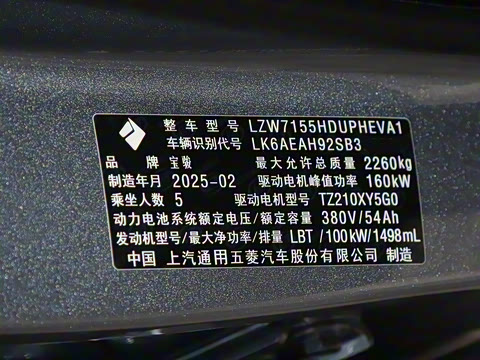 整车型号 LZW7155HDUPHEVA1
车辆识别代号 LK6AEAH92SB3
品牌 宝骏 最大允许总质量 2260kg
制造年月 2025-02 驱动电机峰值功率 160kW
乘坐人数 5 驱动电机型号 TZ210XY5G0
动力电池系统额定电压/额定容量 380V/54Ah
发动机型号/最大净功率/排量 LBT/100kW/1498mL
中国 上汽通用五菱汽车股份有限公司 制造